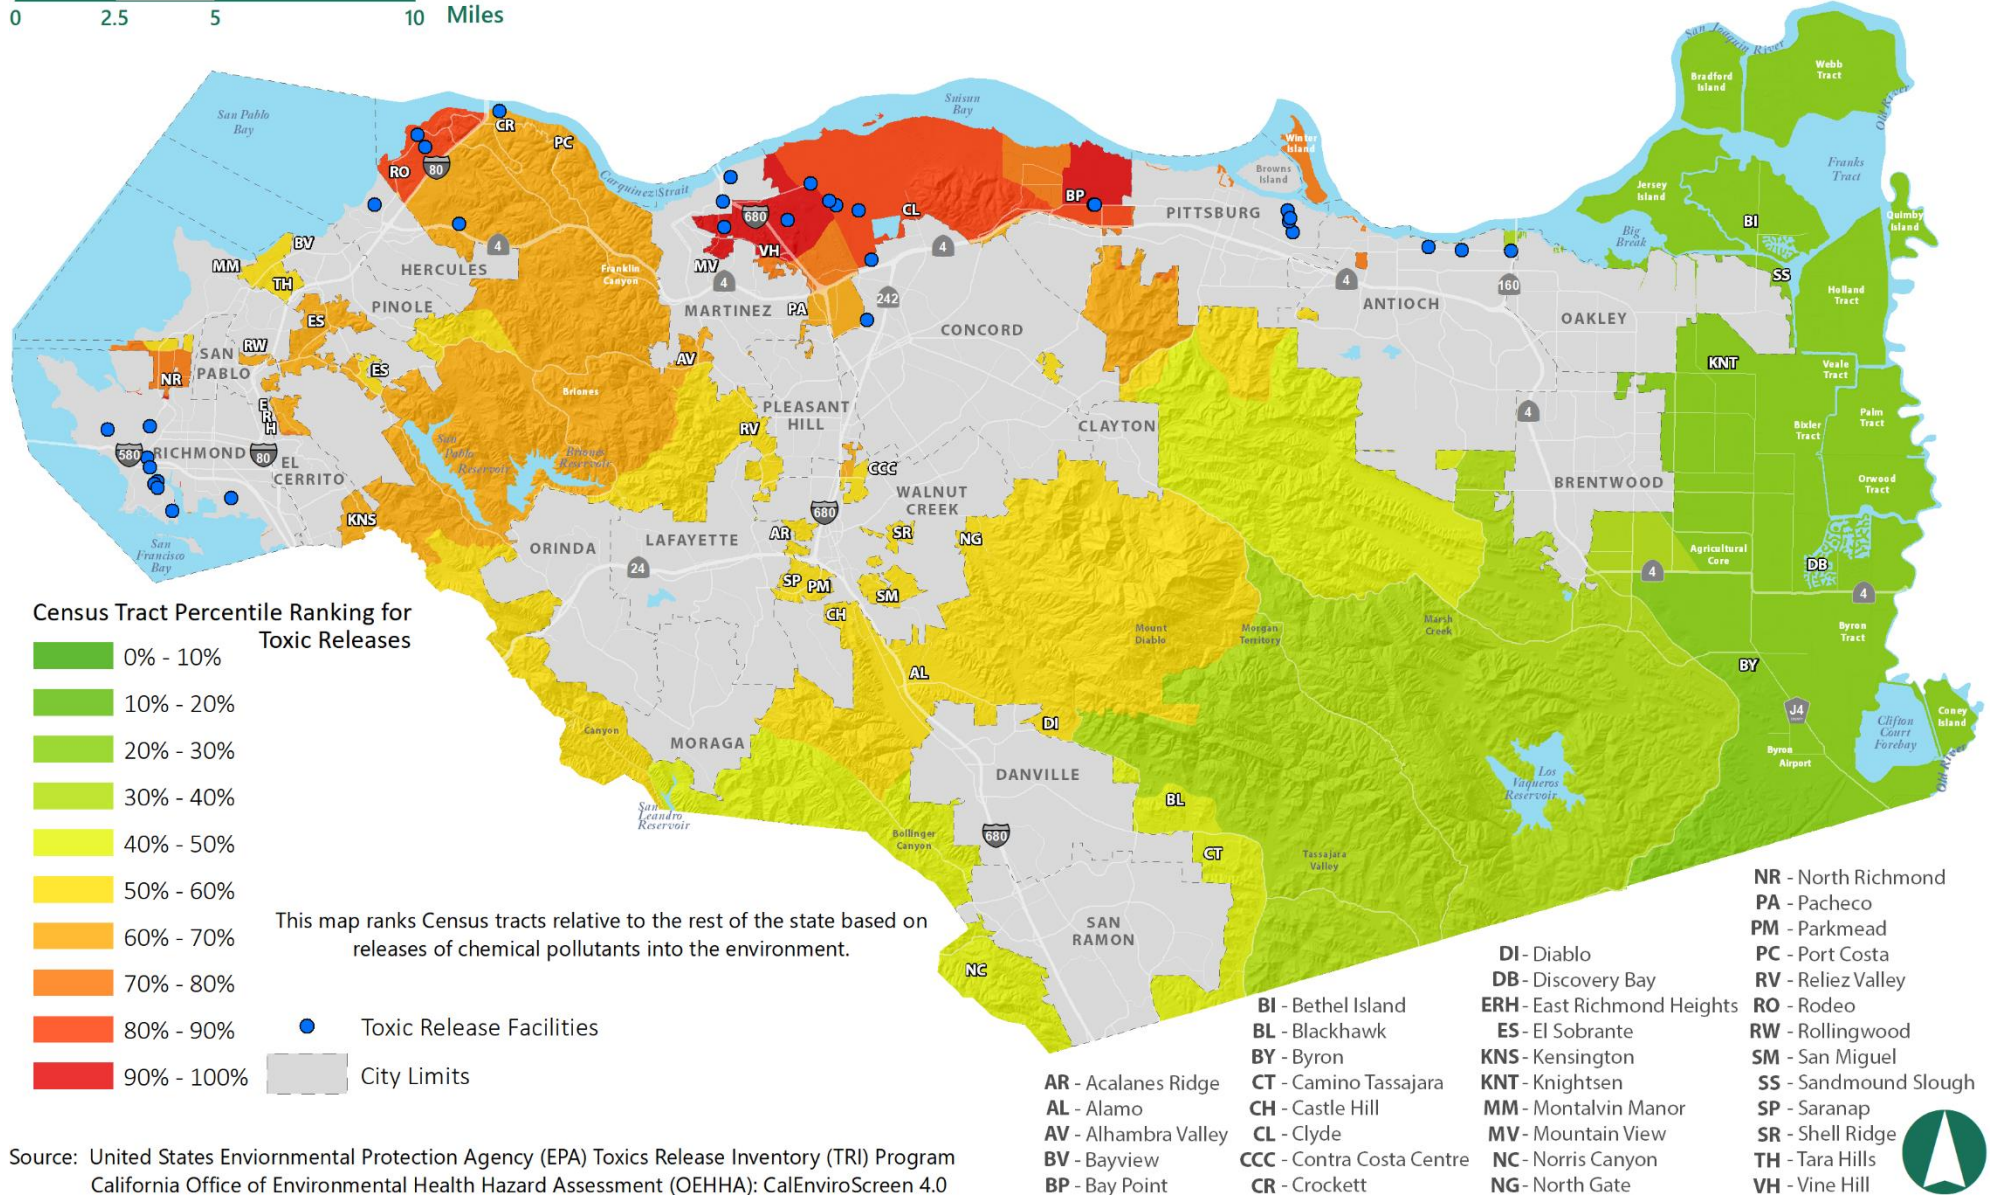 0 2.5 5 10 Miles
San Joaquin River
Webb
Tract
Bradford
Island
Old River
San Pablo
Bay
Suisun
Bay
CR
PC
Winter
Island
Franks
Tract
RO
80
Carquinez Strait
Browns
Island
Jersey
Island
BP
CL
PITTSBURG
680
BI
Quimby
Island
Big
Break
BV
4
VH
4
MM
HERCULES
MV
Franklin
Canyon
TH
4
SS
4
160
242
Holland
Tract
PINOLE
MARTINEZ
PA
ANTIOCH
OAKLEY
ES
CONCORD
RW
SAN
PABLO
AV
KNT
Veale
Tract
NR
ES
Briones
E
R
H
PLEASANT
HILL
4
Palm
Tract
RV
CLAYTON
Bixler
Tract
580
RICHMOND
80
San
Pablo
Reservoir
Briones
Reservoir
EL
CERRITO
CCC
BRENTWOOD
Orwood
Tract
WALNUT
CREEK
KNS
680
AR
SR
NG
San
Francisco
Bay
ORINDA
LAFAYETTE
24
Agricultural
Core
DB
4
4
SP
PM
SM
CH
Mount
Diablo
Morgan
Territory
Marsh
Creek
Byron
Tract
AL
BY
Canyon
DI
J4
Coney
Island
Clifton
Court
Forebay
MORAGA
Byron
Airport
Old River
DANVILLE
Los
Vaqueros
Reservoir
San
Leandro
Reservoir
BL
680
Bollinger
Canyon
CT
Tassajara
Valley
SAN
RAMON
NC
Census Tract Percentile Ranking for
Toxic Releases
0% - 10%
10% - 20%
20% - 30%
30% - 40%
40% - 50%
50% - 60%
60% - 70%
70% - 80%
80% - 90%
90% - 100%
This map ranks Census tracts relative to the rest of the state based on
releases of chemical pollutants into the environment.
Toxic Release Facilities
City Limits
AR - Acalanes Ridge
AL - Alamo
AV - Alhambra Valley
BV - Bayview
BP - Bay Point
BI - Bethel Island
BL - Blackhawk
BY - Byron
CT - Camino Tassajara
CH - Castle Hill
CL - Clyde
CCC - Contra Costa Centre
CR - Crockett
DI - Diablo
DB - Discovery Bay
ERH - East Richmond Heights
ES - El Sobrante
KNS - Kensington
KNT - Knightsen
MM - Montalvin Manor
MV - Mountain View
NC - Norris Canyon
NG - North Gate
NR - North Richmond
PA - Pacheco
PM - Parkmead
PC - Port Costa
RV - Reliez Valley
RO - Rodeo
RW - Rollingwood
SM - San Miguel
SS - Sandmound Slough
SP - Saranap
SR - Shell Ridge
TH - Tara Hills
VH - Vine Hill
Source: United States Enviornmental Protection Agency (EPA) Toxics Release Inventory (TRI) Program
California Office of Environmental Health Hazard Assessment (OEHHA): CalEnviroScreen 4.0